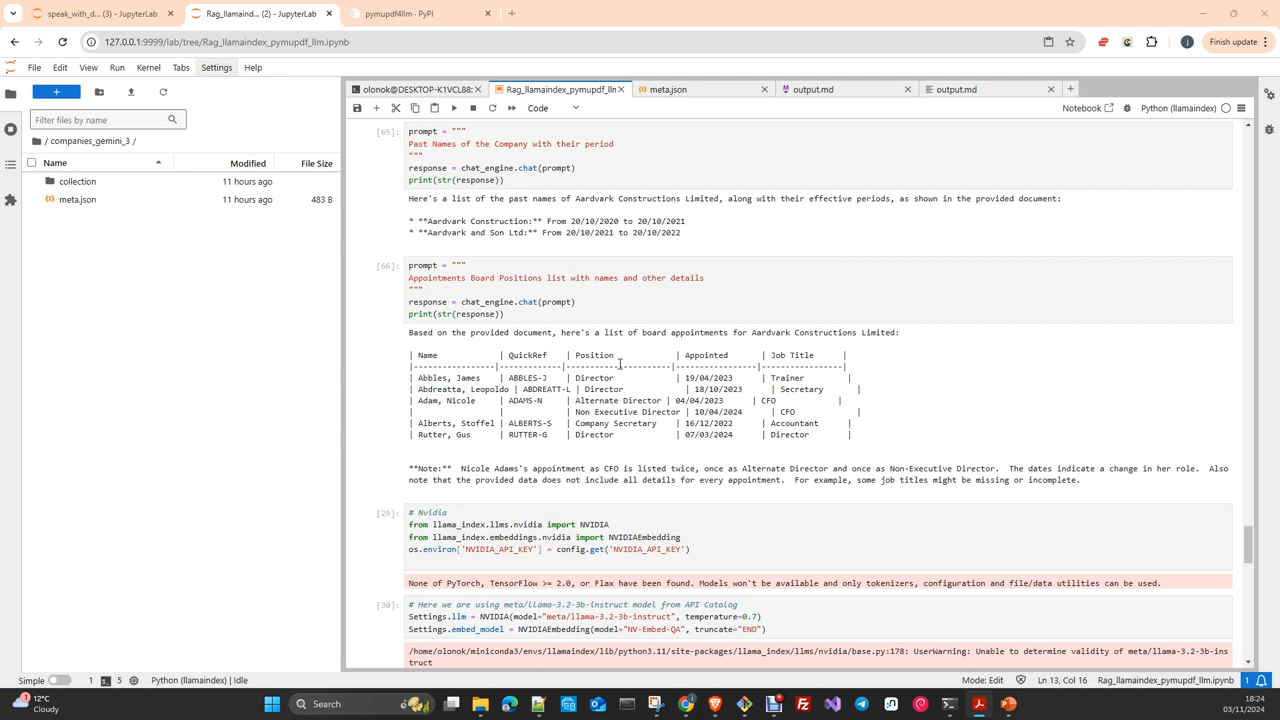 speak_with_d... (3) - JupyterLab
Rag_llamaind... (2) - JupyterLab
pymupdf4llm · PyPI
127.0.0.1:9999/lab/tree/Rag_llamaindex_pymupdf_llm.ipynb
Finish update
File Edit View Run Kernel Tabs Settings Help
olonok@DESKTOP-K1VCL88:
Rag_llamaindex_pymupdf_lln
meta.json
output.md
output.md
Code
Notebook
Python (llamaindex)
Filter files by name
/ companies_gemini_3 /
Name Modified File Size
collection 11 hours ago
meta.json 11 hours ago 483 B
[65]:
prompt = """
Past Names of the Company with their period
"""
response = chat_engine.chat(prompt)
print(str(response))
Here's a list of the past names of Aardvark Constructions Limited, along with their effective periods, as shown in the provided document:
* **Aardvark Construction:** From 20/10/2020 to 20/10/2021
* **Aardvark and Son Ltd:** From 20/10/2021 to 20/10/2022
[66]:
prompt = """
Appointments Board Positions list with names and other details
"""
response = chat_engine.chat(prompt)
print(str(response))
Based on the provided document, here's a list of board appointments for Aardvark Constructions Limited:
| Name | QuickRef | Position | Appointed | Job Title |
|-----------------|-------------|-----------------------|-----------------|----------------|
| Abbles, James | ABBLES-J | Director | 19/04/2023 | Trainer |
| Abdreatta, Leopoldo | ABDREATT-L | Director | 18/10/2023 | Secretary |
| Adam, Nicole | ADAMS-N | Alternate Director | 04/04/2023 | CFO |
| | | Non Executive Director | 10/04/2024 | CFO |
| Alberts, Stoffel | ALBERTS-S | Company Secretary | 16/12/2022 | Accountant |
| Rutter, Gus | RUTTER-G | Director | 07/03/2024 | Director |
**Note:** Nicole Adams's appointment as CFO is listed twice, once as Alternate Director and once as Non-Executive Director. The dates indicate a change in her role. Also
note that the provided data does not include all details for every appointment. For example, some job titles might be missing or incomplete.
[29]:
# Nvidia
from llama_index.llms.nvidia import NVIDIA
from llama_index.embeddings.nvidia import NVIDIAEmbedding
os.environ['NVIDIA_API_KEY'] = config.get('NVIDIA_API_KEY')
None of PyTorch, TensorFlow >= 2.0, or Flax have been found. Models won't be available and only tokenizers, configuration and file/data utilities can be used.
[30]:
# Here we are using meta/llama-3.2-3b-instruct model from API Catalog
Settings.llm = NVIDIA(model="meta/llama-3.2-3b-instruct", temperature=0.7)
Settings.embed_model = NVIDIAEmbedding(model="NV-Embed-QA", truncate="END")
/home/olonok/miniconda3/envs/llamaindex/lib/python3.11/site-packages/llama_index/llms/nvidia/base.py:178: UserWarning: Unable to determine validity of meta/llama-3.2-3b-ins
truct
Simple 1 5 Python (llamaindex) | Idle
Mode: Edit Ln 13, Col 16 Rag_llamaindex_pymupdf_llm.ipynb 1
12°C
Cloudy
Search
18:24
03/11/2024